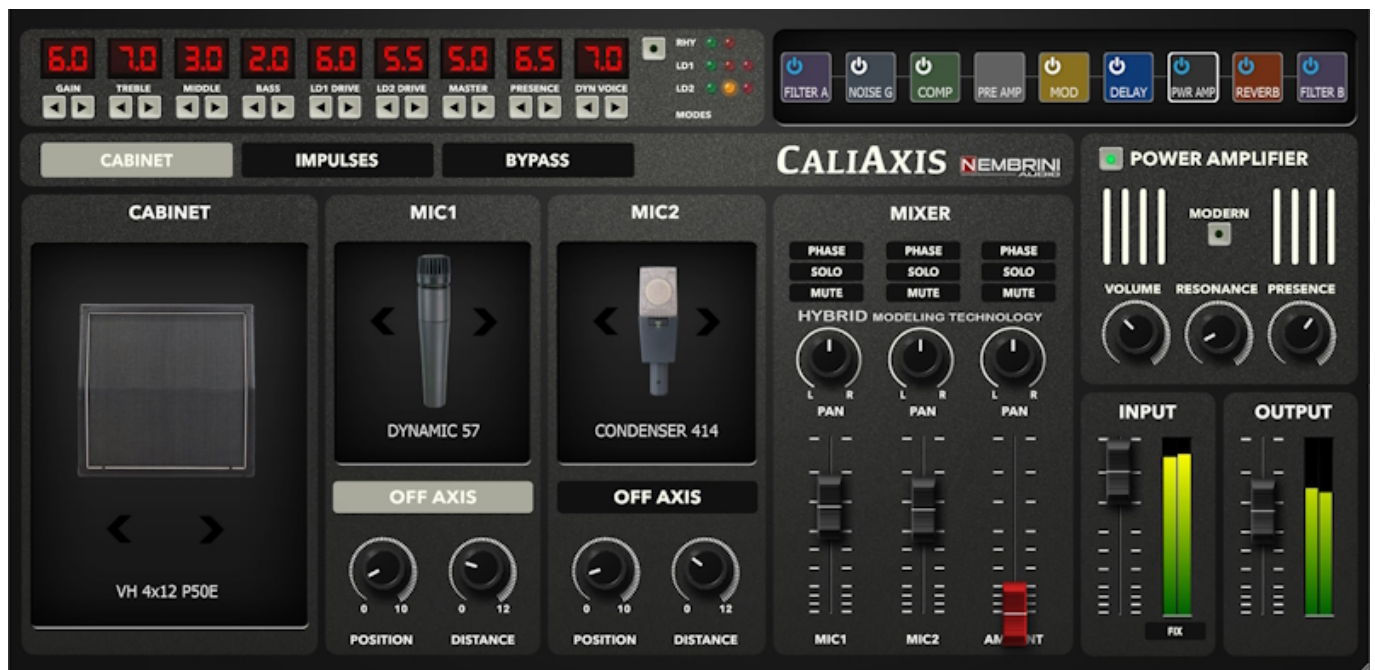 6.0 7.0 3.0 2.0 6.0 5.5 5.0 6.5 7.0
GAIN TREBLE MIDDLE BASS LD1 DRIVE LD2 DRIVE MASTER PRESENCE DYN VOICE
RHY
LD1
LD2
MODES
FILTER A NOISE G COMP PRE AMP MOD DELAY PWR AMP REVERB FILTER B
CABINET IMPULSES BYPASS
CALIAXIS NEMBRINI AUDIO
CABINET
VH 4x12 P50E
MIC1
DYNAMIC 57
OFF AXIS
0 10 0 12
POSITION DISTANCE
MIC2
CONDENSER 414
OFF AXIS
0 10 0 12
POSITION DISTANCE
MIXER
PHASE PHASE PHASE
SOLO SOLO SOLO
MUTE MUTE MUTE
HYBRID MODELING TECHNOLOGY
L R L R L R
PAN PAN PAN
MIC1 MIC2
POWER AMPLIFIER
MODERN
VOLUME RESONANCE PRESENCE
INPUT
FIX
OUTPUT